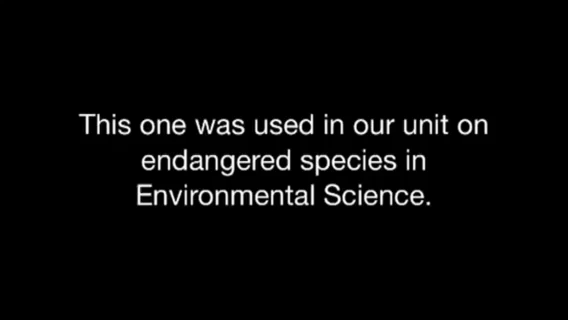 This one was used in our unit on
endangered species in
Environmental Science.